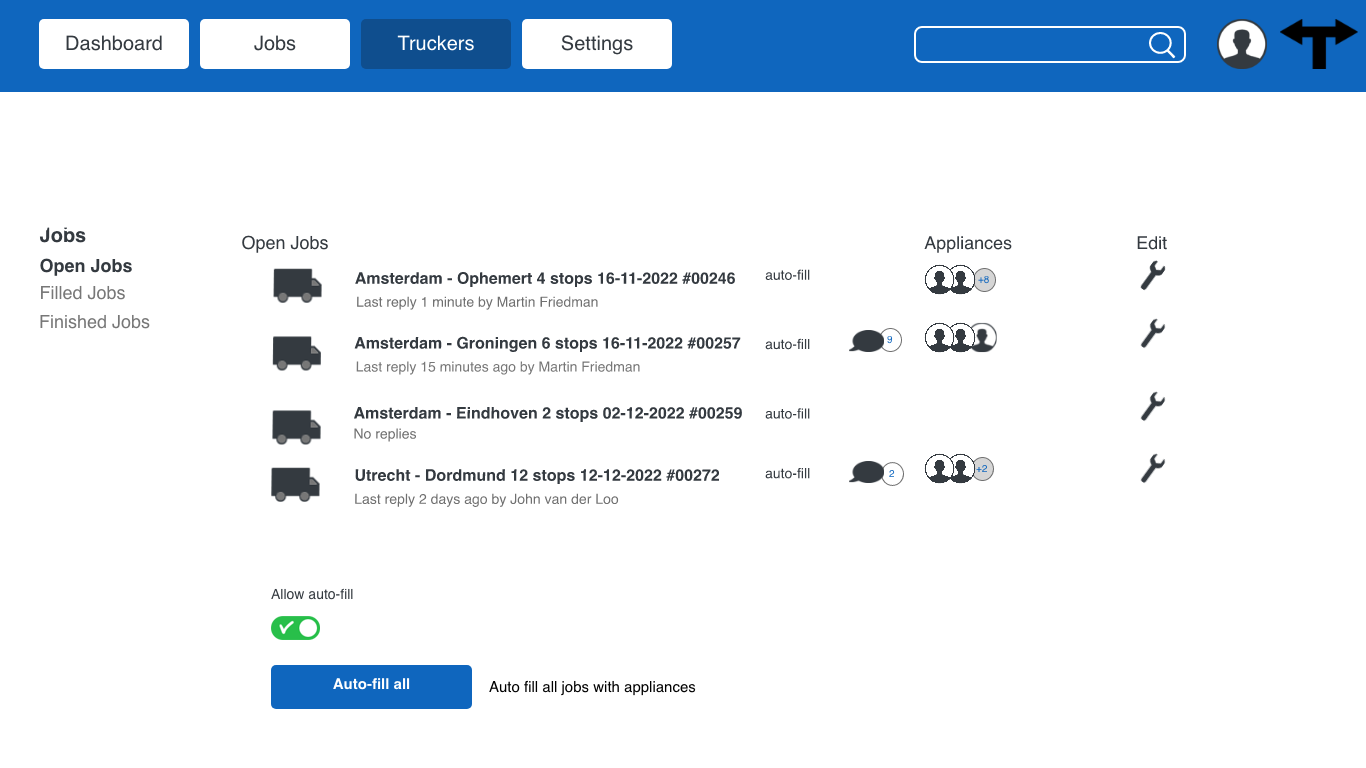 Dashboard
Jobs
Truckers
Settings
Jobs
Open Jobs
Filled Jobs
Finished Jobs
Open Jobs
Appliances
Edit
Amsterdam - Ophemert 4 stops 16-11-2022 #00246
auto-fill
+8
Last reply 1 minute by Martin Friedman
Amsterdam - Groningen 6 stops 16-11-2022 #00257
auto-fill
9
Last reply 15 minutes ago by Martin Friedman
Amsterdam - Eindhoven 2 stops 02-12-2022 #00259
auto-fill
No replies
Utrecht - Dordmund 12 stops 12-12-2022 #00272
auto-fill
2
+2
Last reply 2 days ago by John van der Loo
Allow auto-fill
Auto-fill all
Auto fill all jobs with appliances